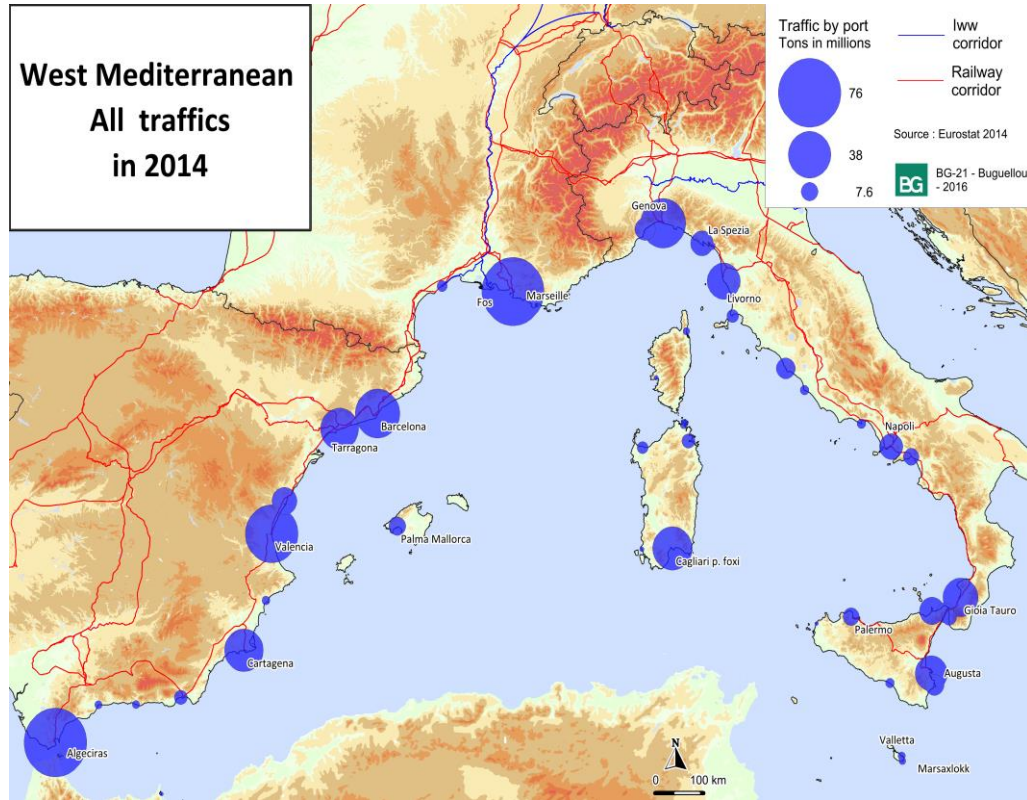 West Mediterranean
All traffics
in 2014
Traffic by port
Tons in millions
76
38
7.6
Iww
corridor
Railway
corridor
Source : Eurostat 2014
BG
BG-21 - Buguellou
- 2016
Genova
La Spezia
Fos
Marseille
Livorno
Barcelona
Tarragona
Napoli
Valencia
Palma Mallorca
Cagliari p. foxi
Gioia Tauro
Palermo
Cartagena
Augusta
Algeciras
Valletta
Marsaxlokk
N
0 100 km